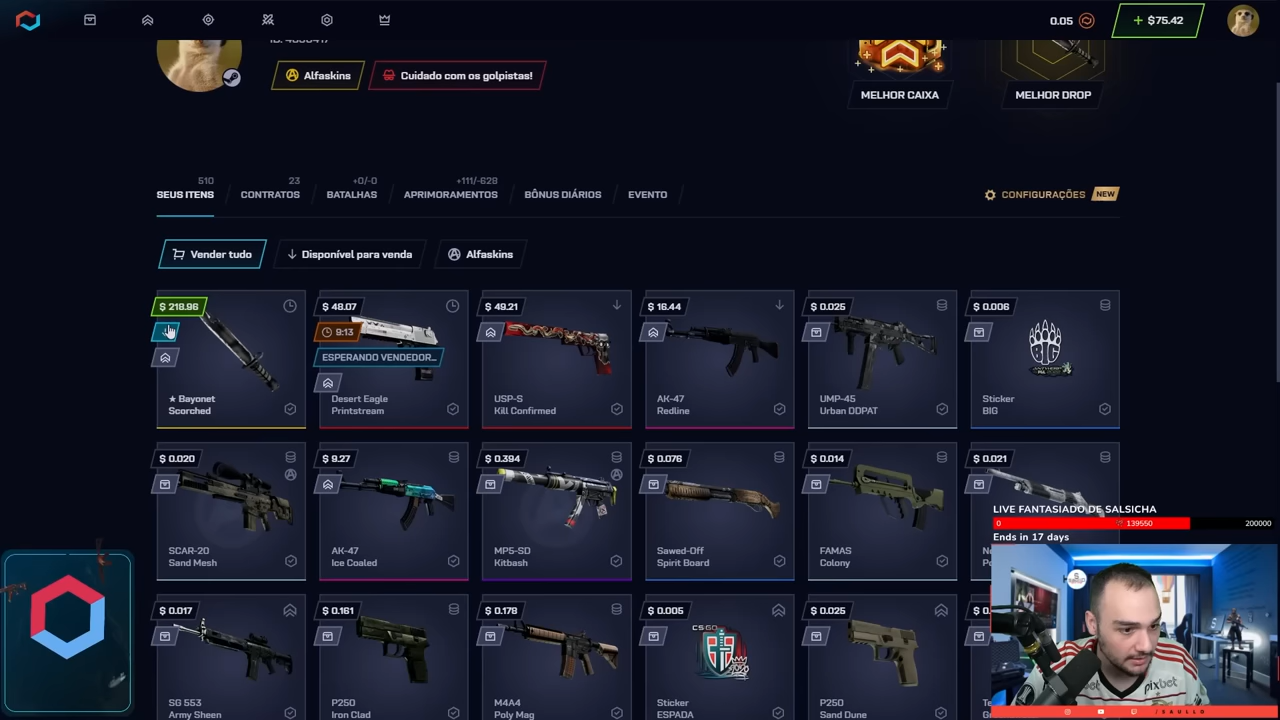 0.05
+ $75.42
Alfaskins
Cuidado com os golpistas!
MELHOR CAIXA
MELHOR DROP
510
23
+0/-0
+111/-628
SEUS ITENS
CONTRATOS
BATALHAS
APRIMORAMENTOS
BÔNUS DIÁRIOS
EVENTO
CONFIGURAÇÕES
NEW
Vender tudo
Disponível para venda
Alfaskins
$ 218.96
$ 48.07
$ 49.21
$ 16.44
$ 0.025
$ 0.006
9:13
ESPERANDO VENDEDOR...
★ Bayonet
Scorched
Desert Eagle
Printstream
USP-S
Kill Confirmed
AK-47
Redline
UMP-45
Urban DDPAT
Sticker
BIG
$ 0.020
$ 9.27
$ 0.394
$ 0.076
$ 0.014
$ 0.021
SCAR-20
Sand Mesh
AK-47
Ice Coaled
MP5-SD
Kitbash
Sawed-Off
Spirit Board
FAMAS
Colony
LIVE FANTASIADO DE SALSICHA
0
139550
200000
Ends in 17 days
$ 0.017
$ 0.161
$ 0.178
$ 0.005
$ 0.025
SG 553
Army Sheen
P250
Iron Clad
M4A4
Poly Mag
Sticker
ESPADA
P250
Sand Dune
CS:GO
pixbet
/SAULLO